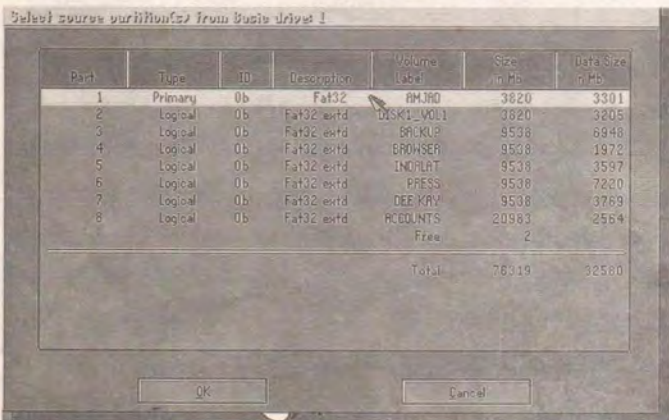 Select source partition(s) from Basic drive: 1
Part Type ID Description Volume Label Size in Mb Data Size in Mb
1 Primary 0b Fat32 AMJAD 3820 3301
2 Logical 0b Fat32 extd DISK1_VOL1 3820 3205
3 Logical 0b Fat32 extd BACKUP 9538 6948
4 Logical 0b Fat32 extd BROWSER 9538 1972
5 Logical 0b Fat32 extd 9538 3597
6 Logical 0b Fat32 extd PRESS 9538 7220
7 Logical 0b Fat32 extd DEE KAY 9538 3769
8 Logical 0b Fat32 extd ACCOUNTS 20983 2564
Free 2
Total 76319 32580
OK Cancel